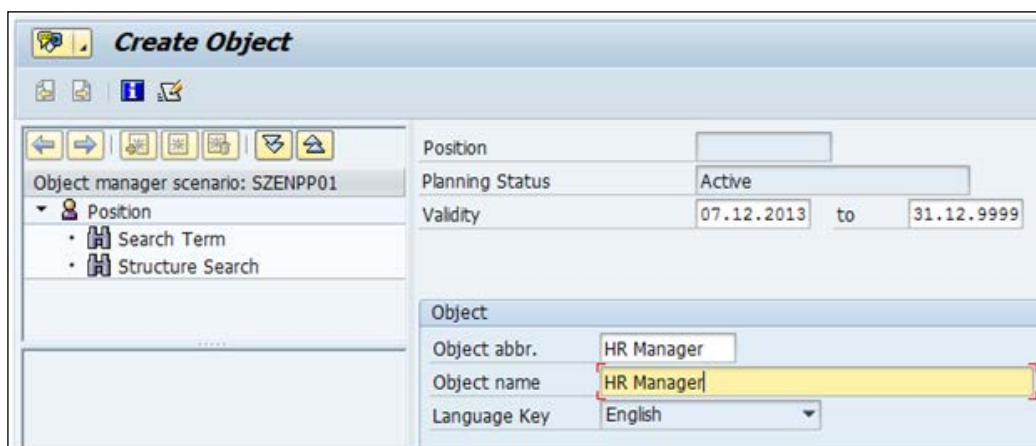 Create Object
Object manager scenario: SZENPP01
Position
Search Term
Structure Search
Position
Planning Status Active
Validity 07.12.2013 to 31.12.9999
Object
Object abbr. HR Manager
Object name HR Manager
Language Key English